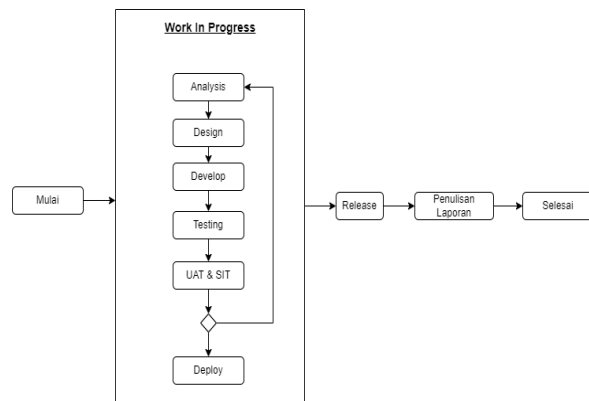 Work In Progress
Analysis
Design
Develop
Testing
UAT & SIT
Deploy
Mulai
Release
Penulisan
Laporan
Selesai